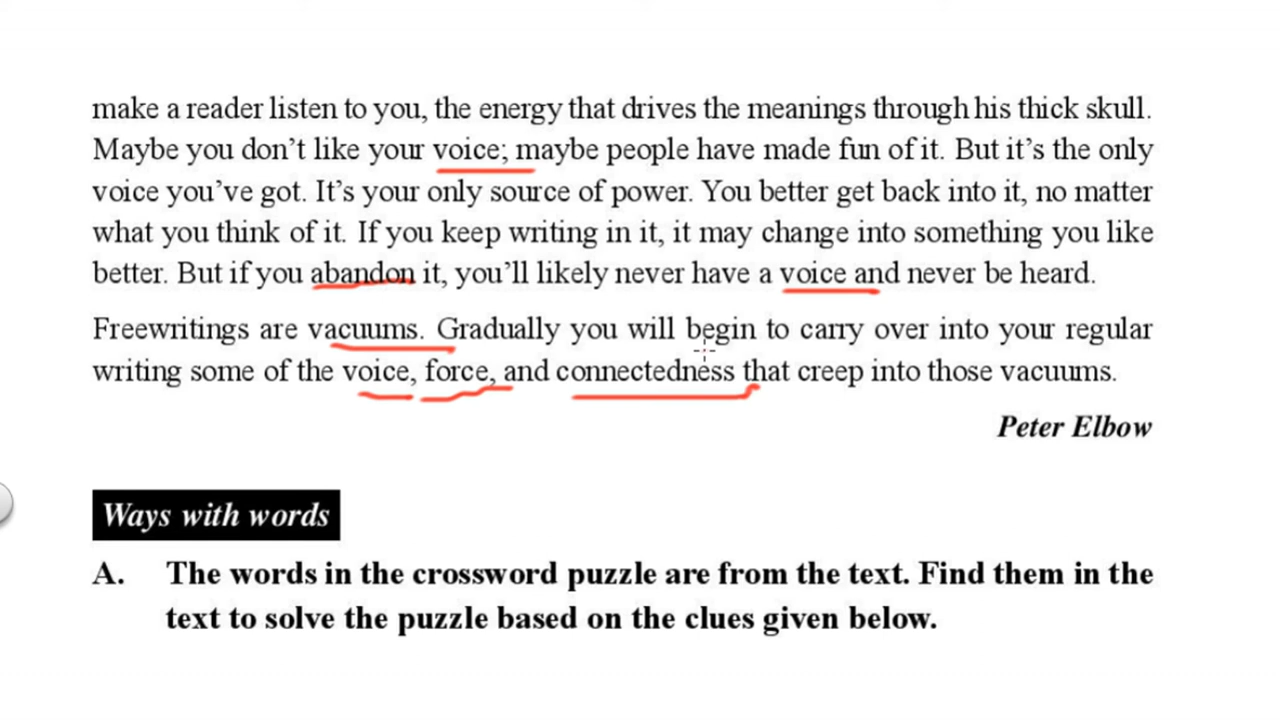 make a reader listen to you, the energy that drives the meanings through his thick skull.
Maybe you don’t like your voice; maybe people have made fun of it. But it’s the only
voice you’ve got. It’s your only source of power. You better get back into it, no matter
what you think of it. If you keep writing in it, it may change into something you like
better. But if you abandon it, you’ll likely never have a voice and never be heard.
Freewritings are vacuums. Gradually you will begin to carry over into your regular
writing some of the voice, force, and connectedness that creep into those vacuums.
Peter Elbow
Ways with words
A. The words in the crossword puzzle are from the text. Find them in the
text to solve the puzzle based on the clues given below.